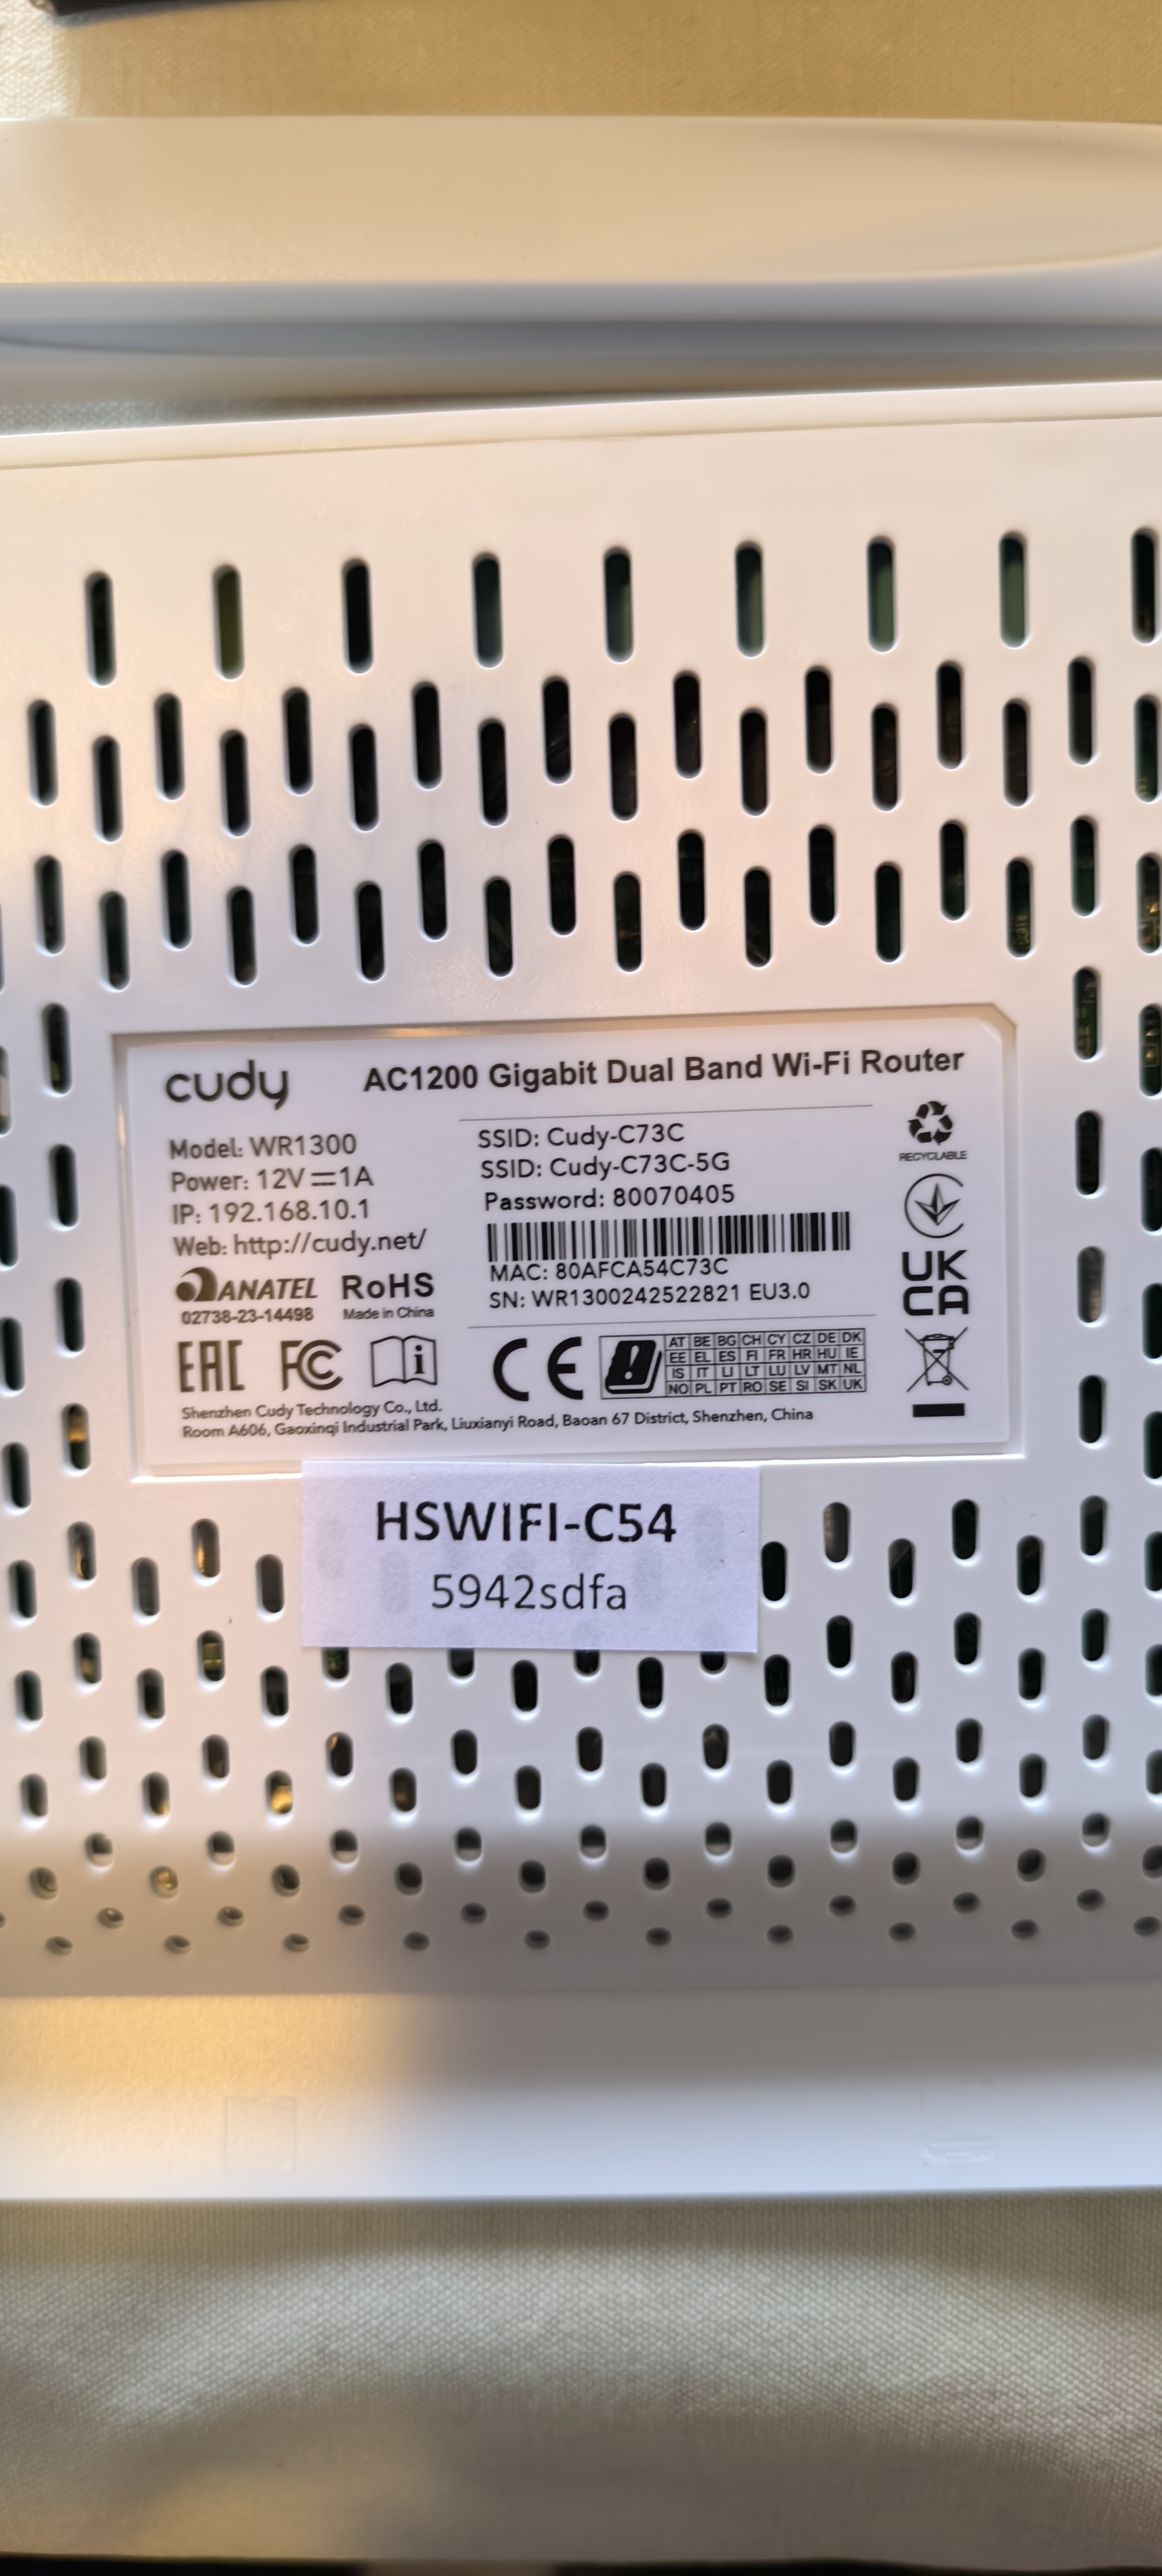 cudy
AC1200 Gigabit Dual Band Wi-Fi Router
Model: WR1300
Power: 12V⎓1A
IP: 192.168.10.1
Web: http://cudy.net/
ANATEL RoHS
02738-23-14498 Made in China
EAC FC i
SSID: Cudy-C73C
SSID: Cudy-C73C-5G
Password: 80070405
MAC: 80AFCA54C73C
SN: WR1300242522821 EU3.0
CE !
AT BE BG CH CY CZ DE DK
EE EL ES FI FR HR HU IE
IS IT LI LT LU LV MT NL
NO PL PT RO SE SI SK UK
RECYCLABLE
UK
CA
Shenzhen Cudy Technology Co., Ltd.
Room A606, Gaoxinqi Industrial Park, Liuxianyi Road, Baoan 67 District, Shenzhen, China
HSWIFI-C54
5942sdfa